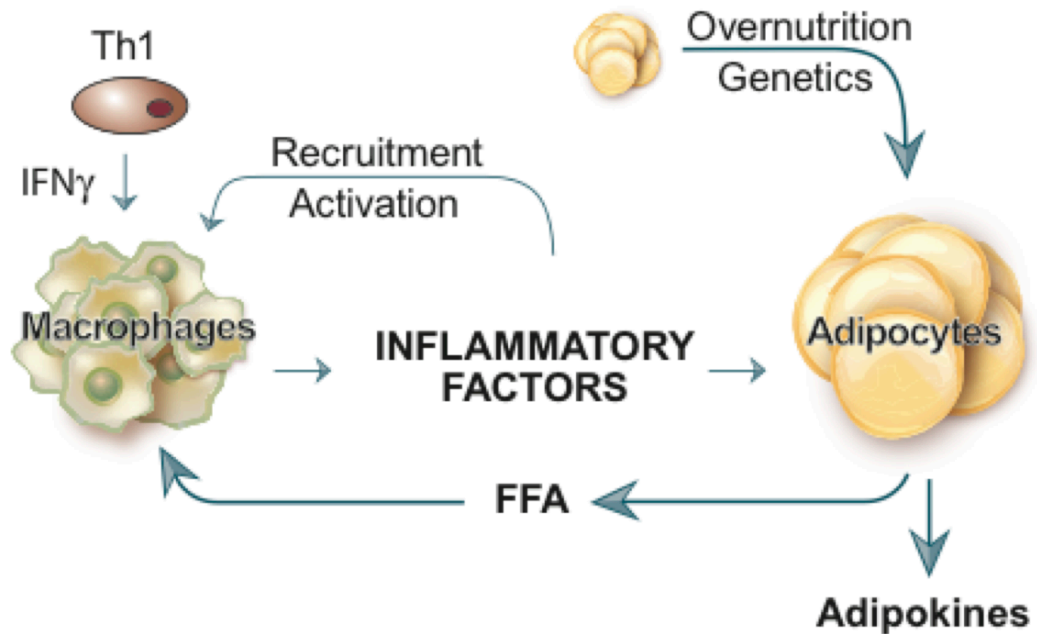 Th1
Overnutrition
Genetics
IFNγ
Recruitment
Activation
Macrophages
INFLAMMATORY
FACTORS
Adipocytes
FFA
Adipokines